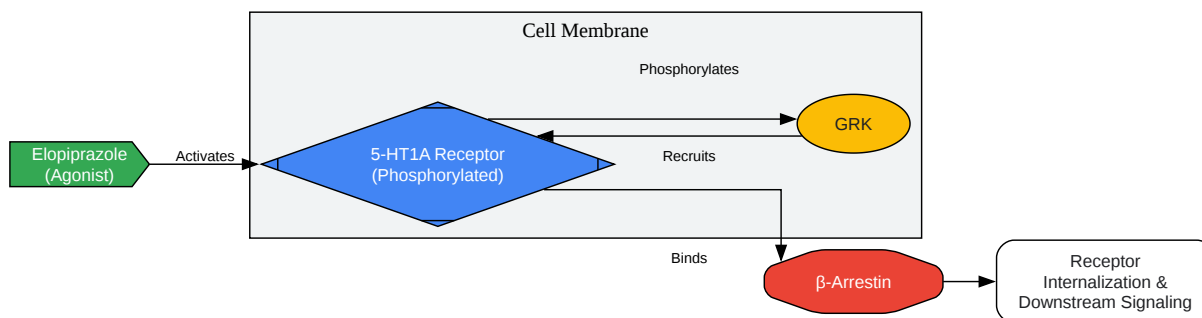 Cell Membrane
Phosphorylates
GRK
Elopiprazole
(Agonist)
Activates
5-HT1A Receptor
(Phosphorylated)
Recruits
Binds
β-Arrestin
Receptor
Internalization &
Downstream Signaling